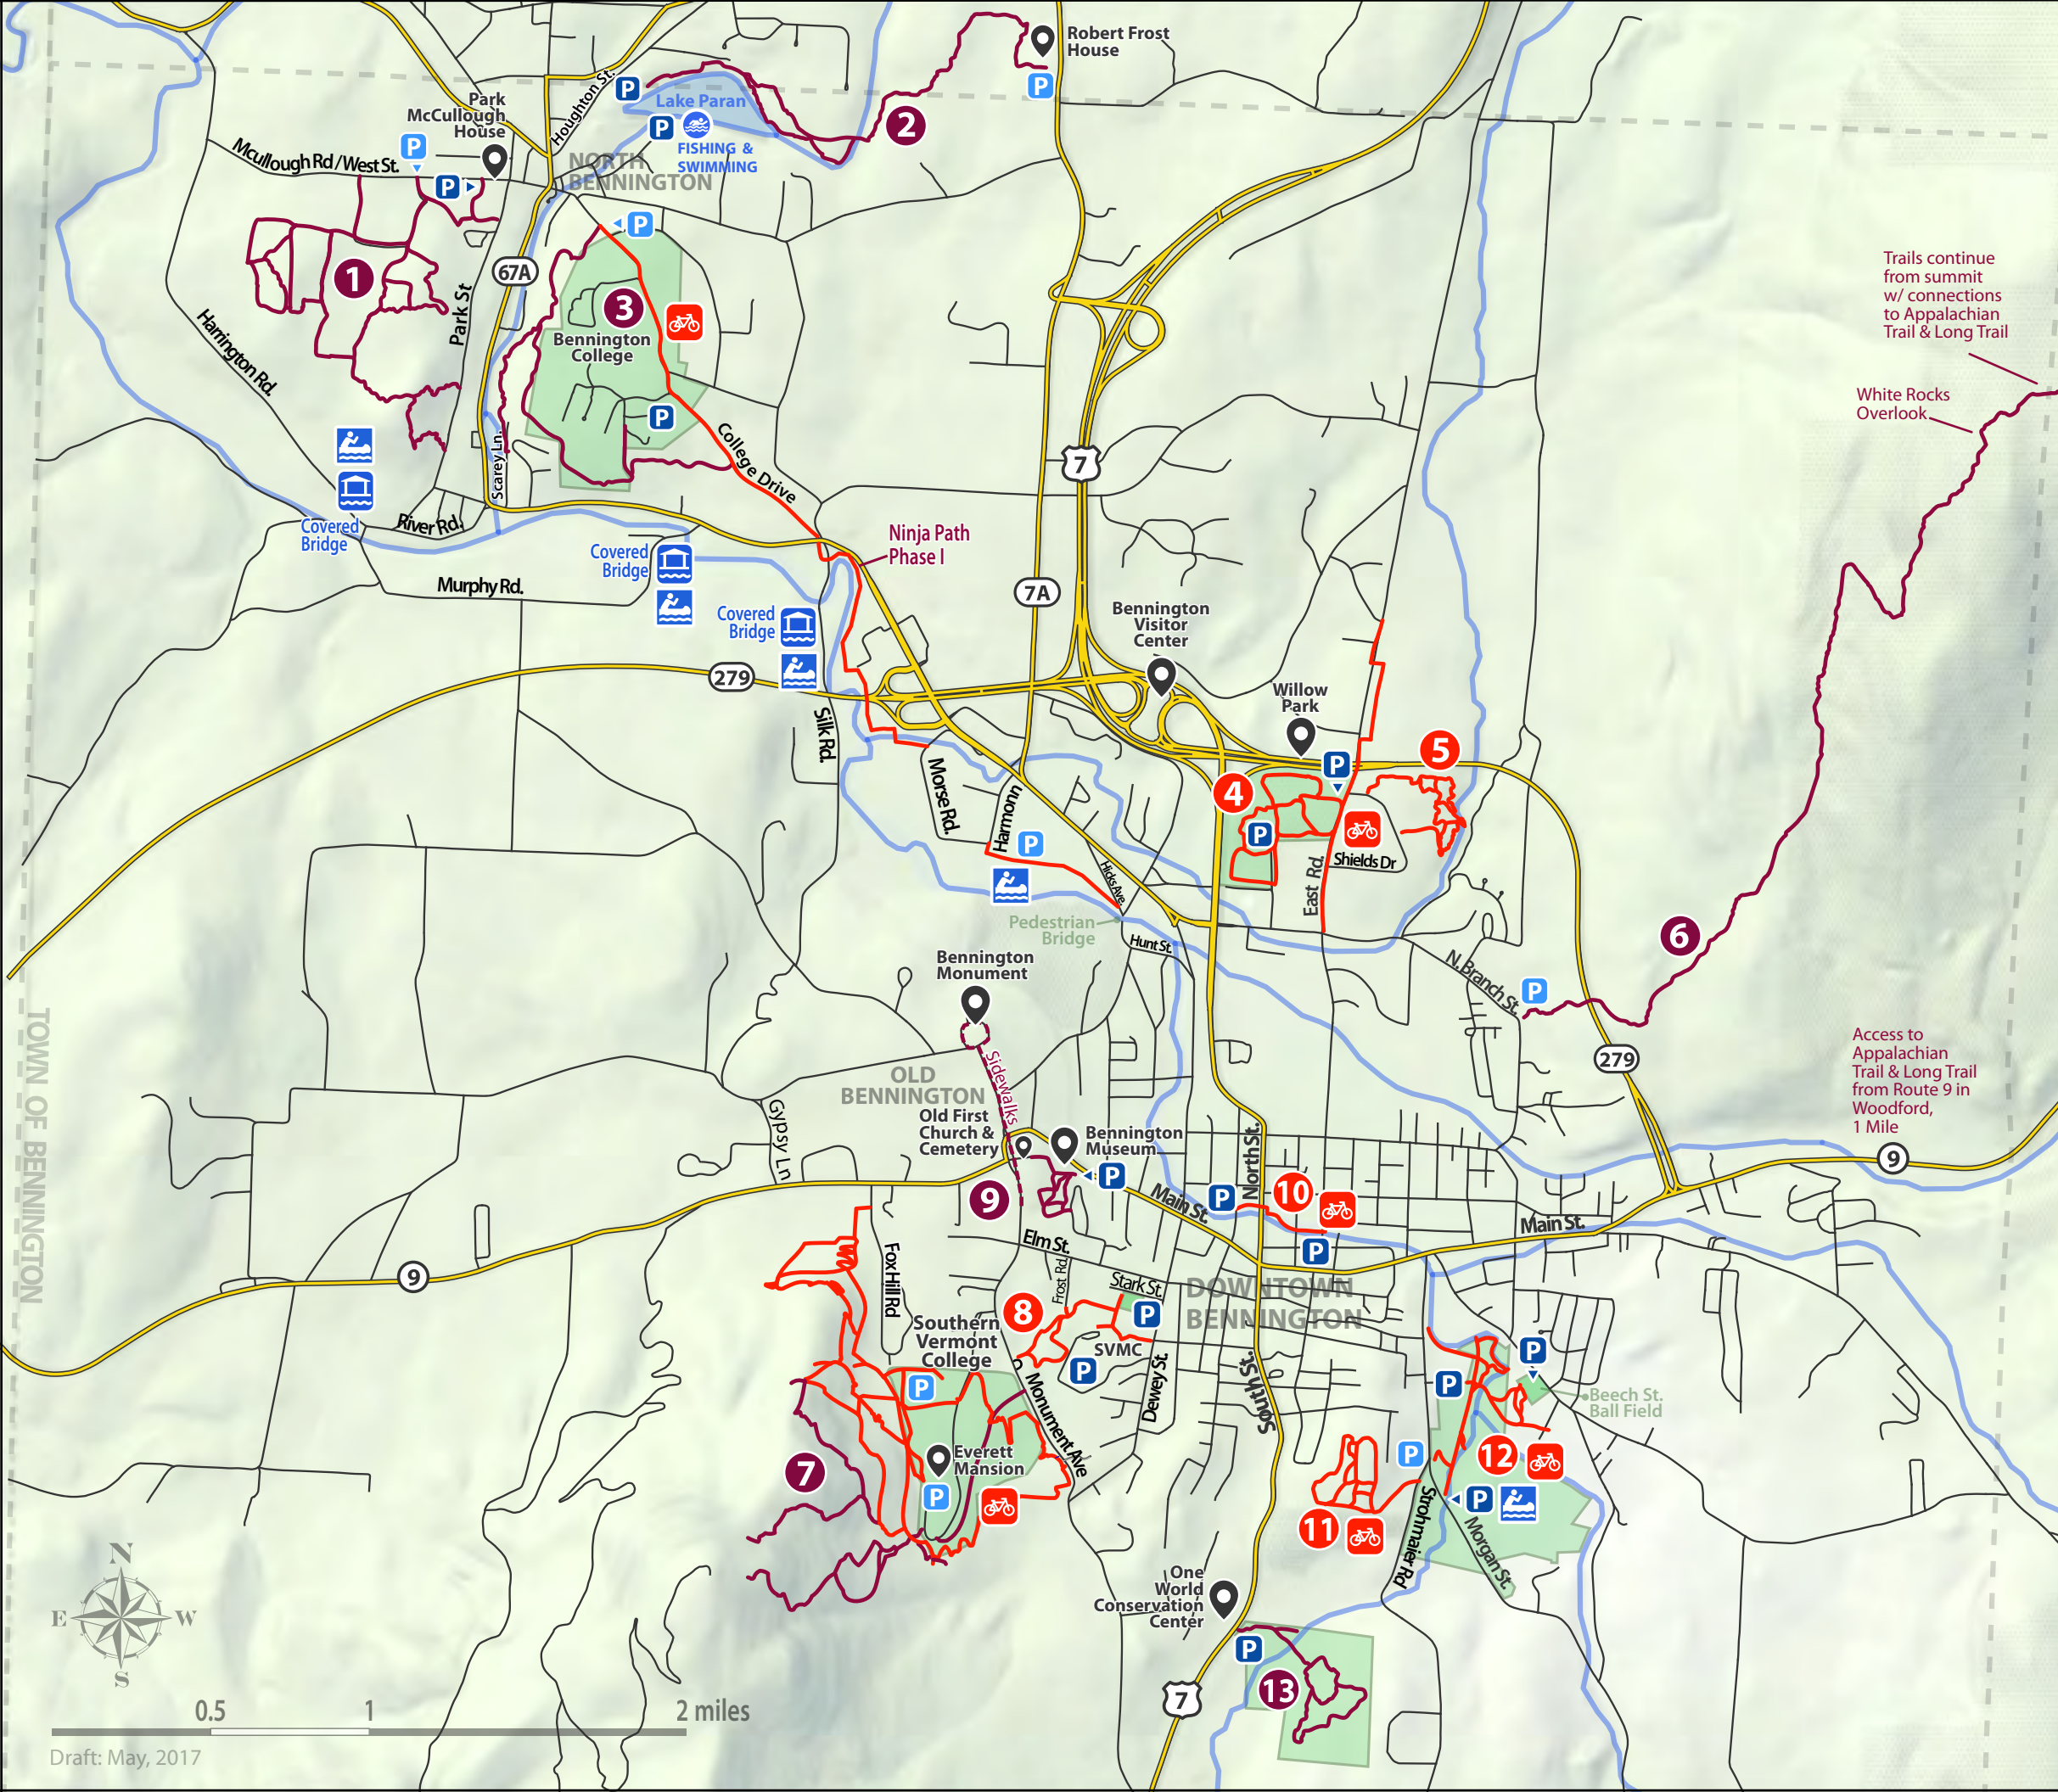 Robert Frost
House
P
P
Lake Paran
P
FISHING &
SWIMMING
2
Park
McCullough
House
P
P
Houghton St.
Mcullough Rd / West St.
NORTH
BENNINGTON
P
1
67A
Park St
Harrington Rd.
3
Bennington
College
P
College Drive
Scarey Ln.
Covered
Bridge
River Rd.
Murphy Rd.
Covered
Bridge
Covered
Bridge
Ninja Path
Phase I
7
7A
Trails continue
from summit
w/ connections
to Appalachian
Trail & Long Trail
White Rocks
Overlook
Bennington
Visitor
Center
Willow
Park
279
Silk Rd.
Morse Rd.
Harmonn
P
Hicks Ave.
Pedestrian
Bridge
Hunt St.
4
P
P
5
Shields Dr
East Rd.
6
N.Branch St.
P
279
Access to
Appalachian
Trail & Long Trail
from Route 9 in
Woodford,
1 Mile
9
TOWN OF BENNINGTON
Bennington
Monument
Sidewalks
OLD
BENNINGTON
Old First
Church &
Cemetery
Bennington
Museum
P
Gypsy Ln
9
9
Main St.
P
North St.
10
P
Main St.
Elm St.
Frost Rd.
Stark St.
P
DOWNTOWN
BENNINGTON
Fox Hill Rd
8
SVMC
P
Dewey St.
South St.
Southern
Vermont
College
P
Monument Ave
Everett
Mansion
P
7
P
P
Beech St.
Ball Field
P
12
P
11
Strohmaier Rd
Morgan St.
One
World
Conservation
Center
P
13
7
N
E
W
S
0.5
1
2 miles
Draft: May, 2017